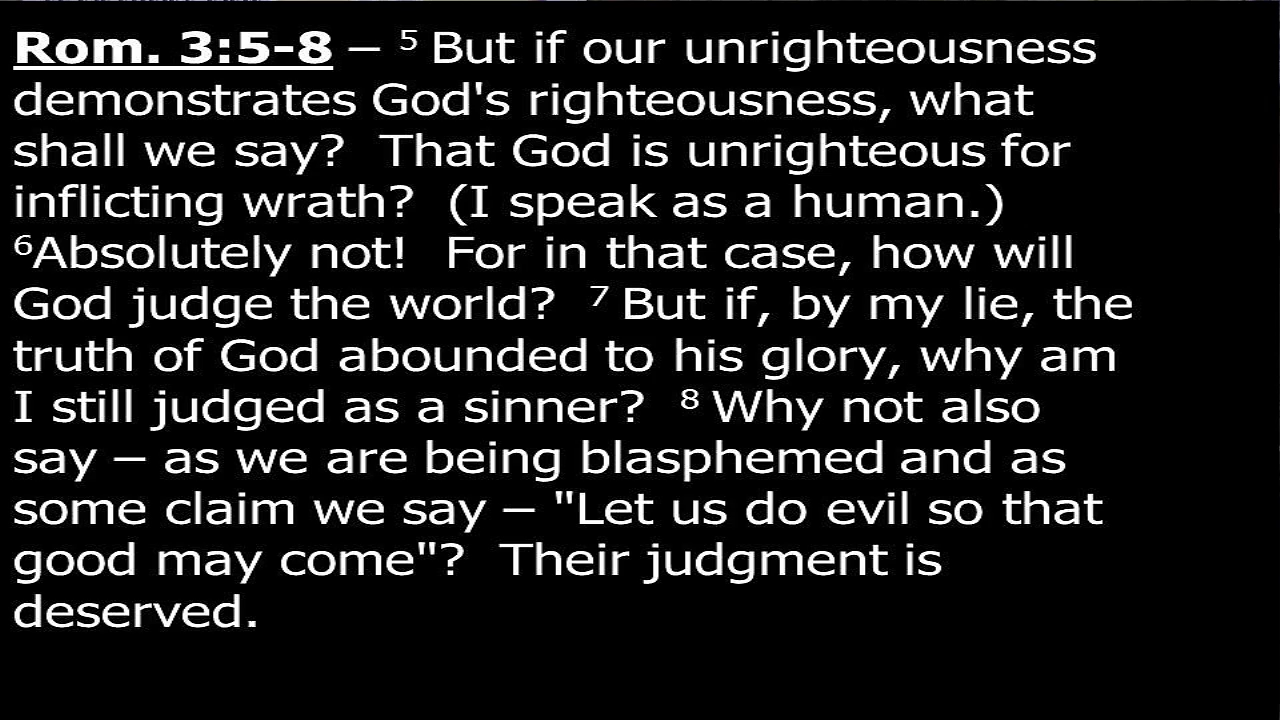 Rom. 3:5-8 – ⁵ But if our unrighteousness
demonstrates God's righteousness, what
shall we say?  That God is unrighteous for
inflicting wrath?  (I speak as a human.)
⁶Absolutely not!  For in that case, how will
God judge the world?  ⁷ But if, by my lie, the
truth of God abounded to his glory, why am
I still judged as a sinner?  ⁸ Why not also
say – as we are being blasphemed and as
some claim we say – "Let us do evil so that
good may come"?  Their judgment is
deserved.